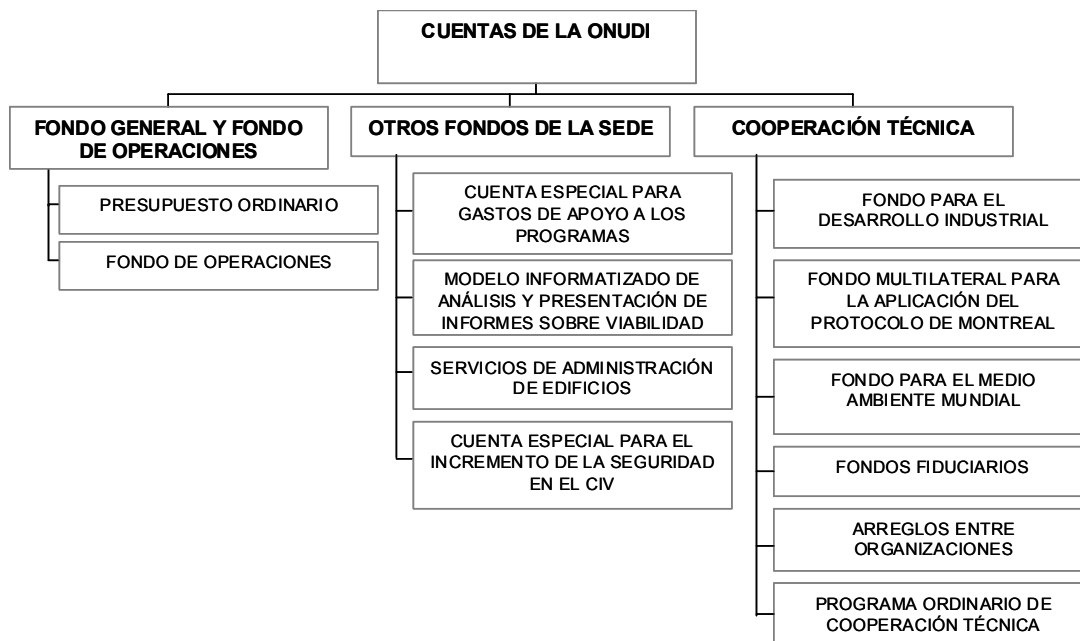 CUENTAS DE LA ONUDI
FONDO GENERAL Y FONDO
DE OPERACIONES
PRESUPUESTO ORDINARIO
FONDO DE OPERACIONES
OTROS FONDOS DE LA SEDE
CUENTA ESPECIAL PARA
GASTOS DE APOYO A LOS
PROGRAMAS
MODELO INFORMATIZADO DE
ANÁLISIS Y PRESENTACIÓN DE
INFORMES SOBRE VIABILIDAD
SERVICIOS DE ADMINISTRACIÓN
DE EDIFICIOS
CUENTA ESPECIAL PARA EL
INCREMENTO DE LA SEGURIDAD
EN EL CIV
COOPERACIÓN TÉCNICA
FONDO PARA EL
DESARROLLO INDUSTRIAL
FONDO MULTILATERAL PARA
LA APLICACIÓN DEL
PROTOCOLO DE MONTREAL
FONDO PARA EL MEDIO
AMBIENTE MUNDIAL
FONDOS FIDUCIARIOS
ARREGLOS ENTRE
ORGANIZACIONES
PROGRAMA ORDINARIO DE
COOPERACIÓN TÉCNICA